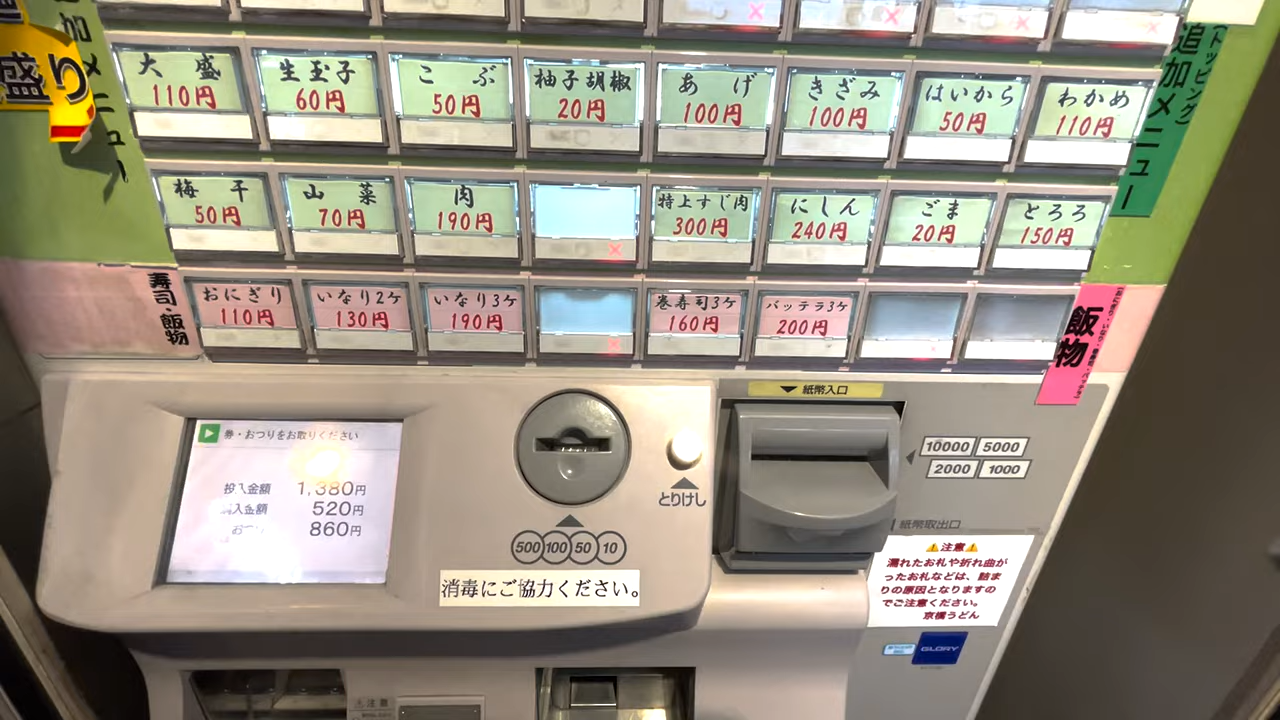 盛り
加メニュー
大盛
110円
生玉子
60円
こぶ
50円
柚子胡椒
20円
あげ
100円
きざみ
100円
はいから
50円
わかめ
110円
(トッピング)
追加メニュー
梅干
50円
山菜
70円
肉
190円
特上すじ肉
300円
にしん
240円
ごま
20円
とろろ
150円
寿司・飯物
おにぎり
110円
いなり2ケ
130円
いなり3ケ
190円
巻寿司3ケ
160円
バッテラ3ケ
200円
飯物
券・おつりをお取りください
投入金額 1,380円
購入金額 520円
おつり 860円
とりけし
500 100 50 10
消毒にご協力ください。
紙幣入口
10000 5000
2000 1000
紙幣取出口
⚠注意⚠
濡れたお札や折れ曲が
ったお札などは、詰ま
りの原因となりますの
でご注意ください。
京橋うどん
GLORY
注意